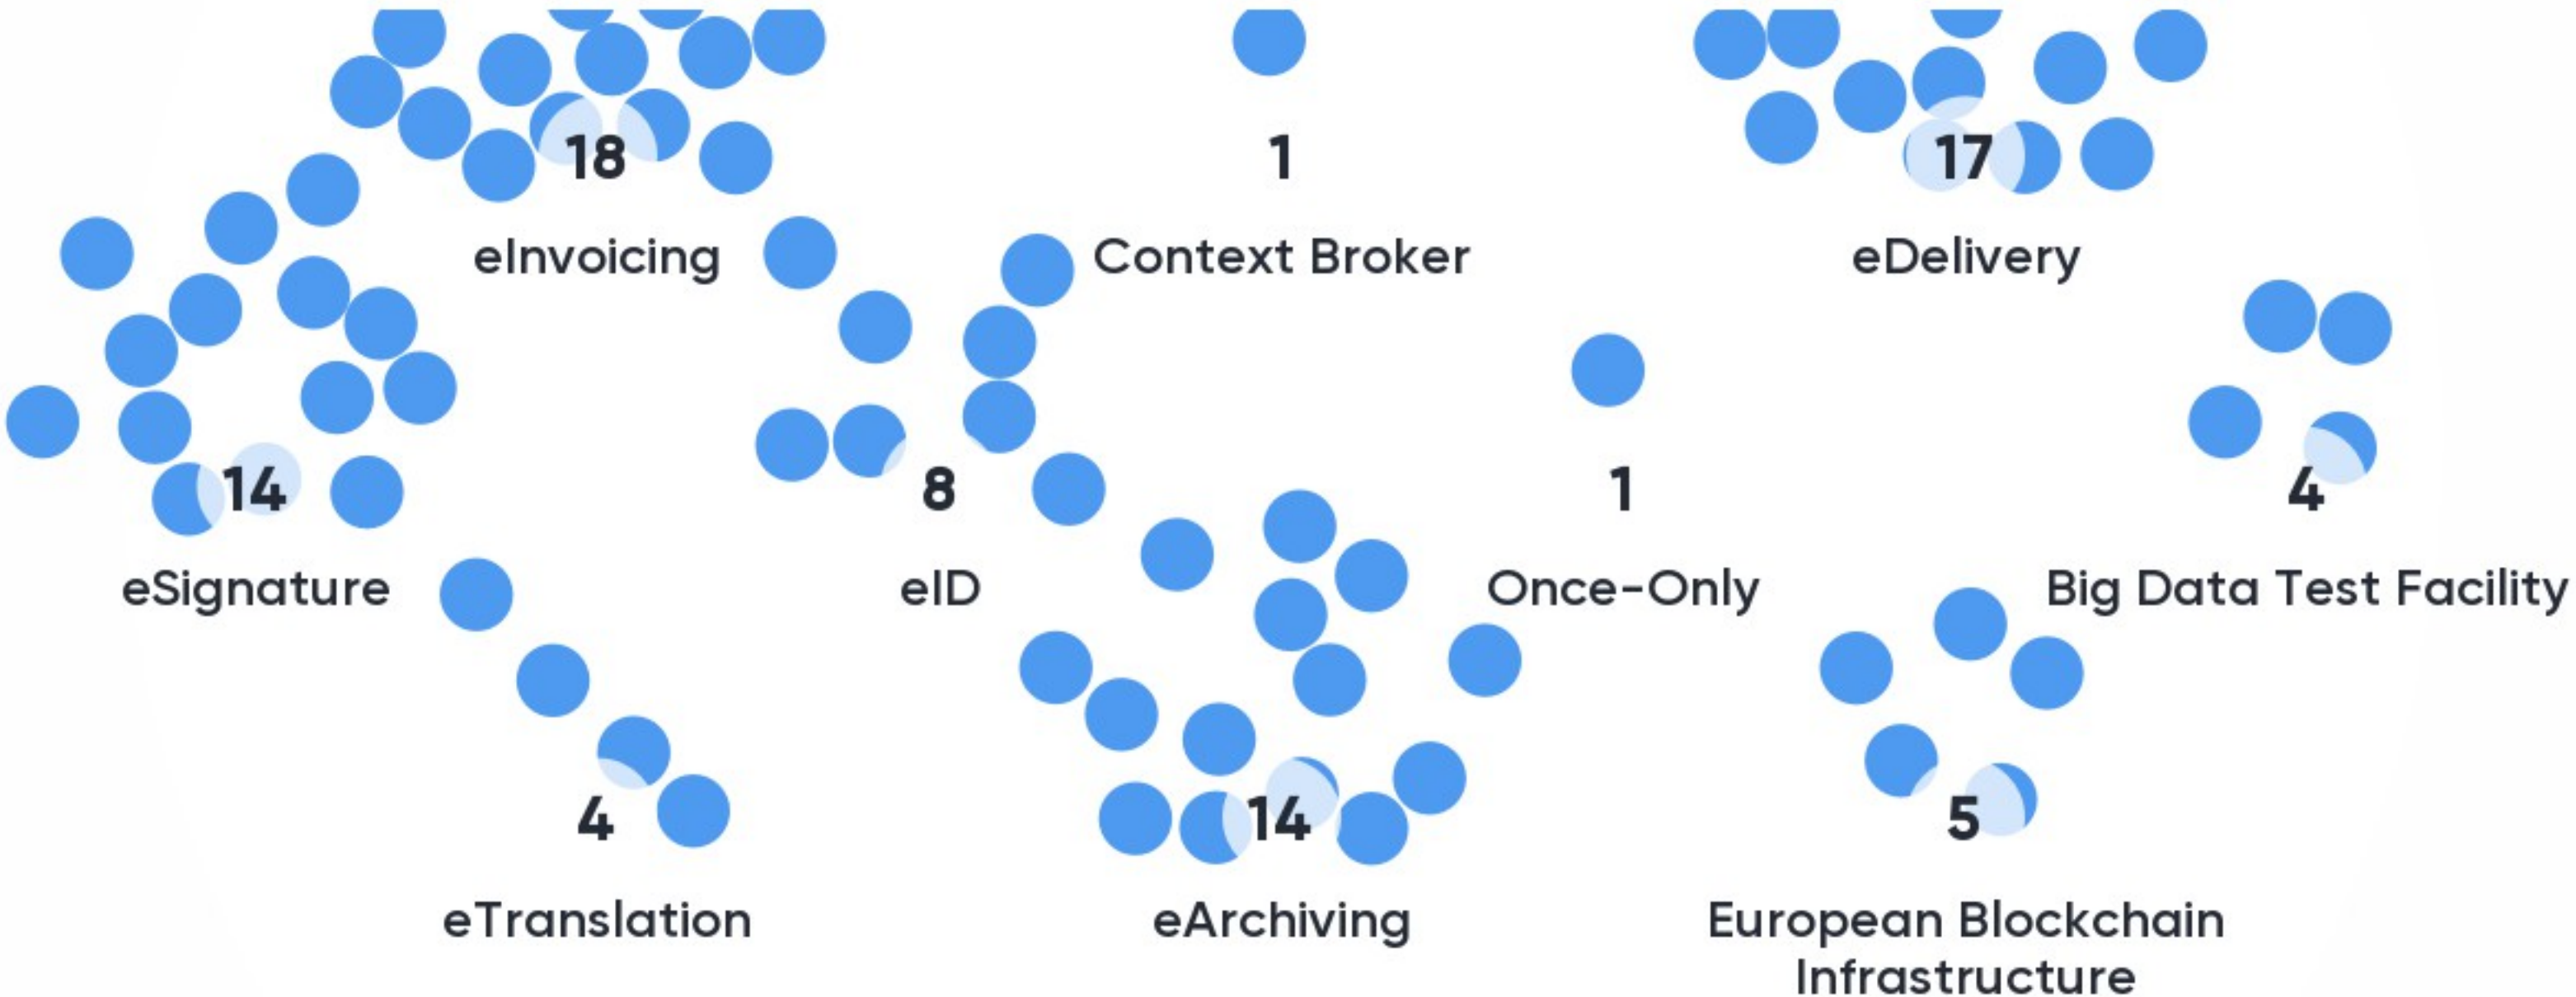 18
1
17
eInvoicing
Context Broker
eDelivery
14
8
1
4
eSignature
eID
Once-Only
Big Data Test Facility
4
14
5
eTranslation
eArchiving
European Blockchain
Infrastructure